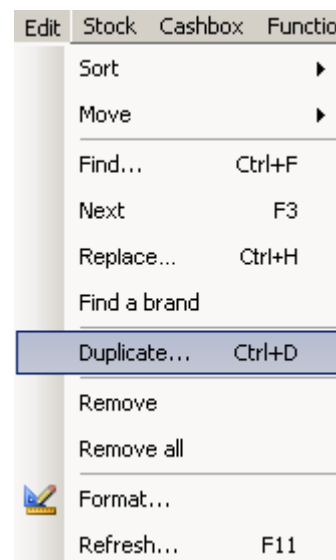 Edit Stock Cashbox Functio
Sort
Move
Find... Ctrl+F
Next F3
Replace... Ctrl+H
Find a brand
Duplicate... Ctrl+D
Remove
Remove all
Format...
Refresh... F11